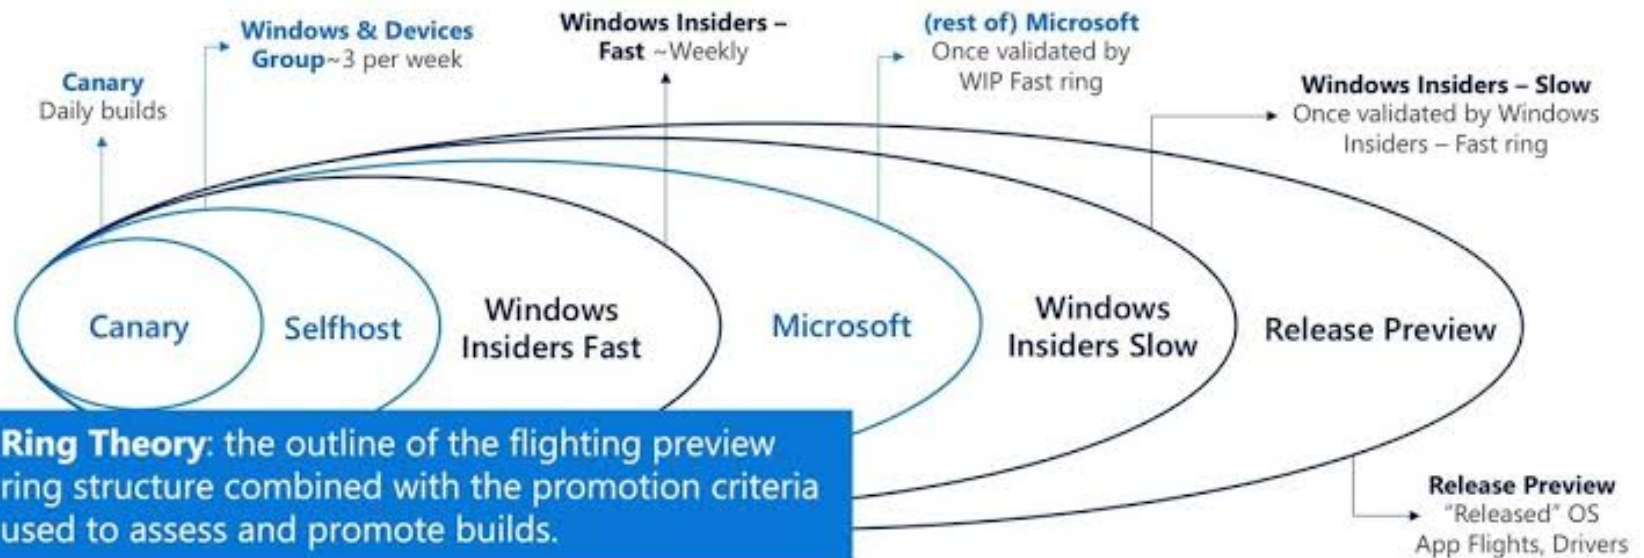 Canary
Daily builds
Windows & Devices
Group~3 per week
Windows Insiders –
Fast ~Weekly
(rest of) Microsoft
Once validated by
WIP Fast ring
Windows Insiders – Slow
Once validated by Windows
Insiders – Fast ring
Canary
Selfhost
Windows
Insiders Fast
Microsoft
Windows
Insiders Slow
Release Preview
Ring Theory: the outline of the flighting preview
ring structure combined with the promotion criteria
used to assess and promote builds.
Release Preview
“Released” OS
App Flights, Drivers